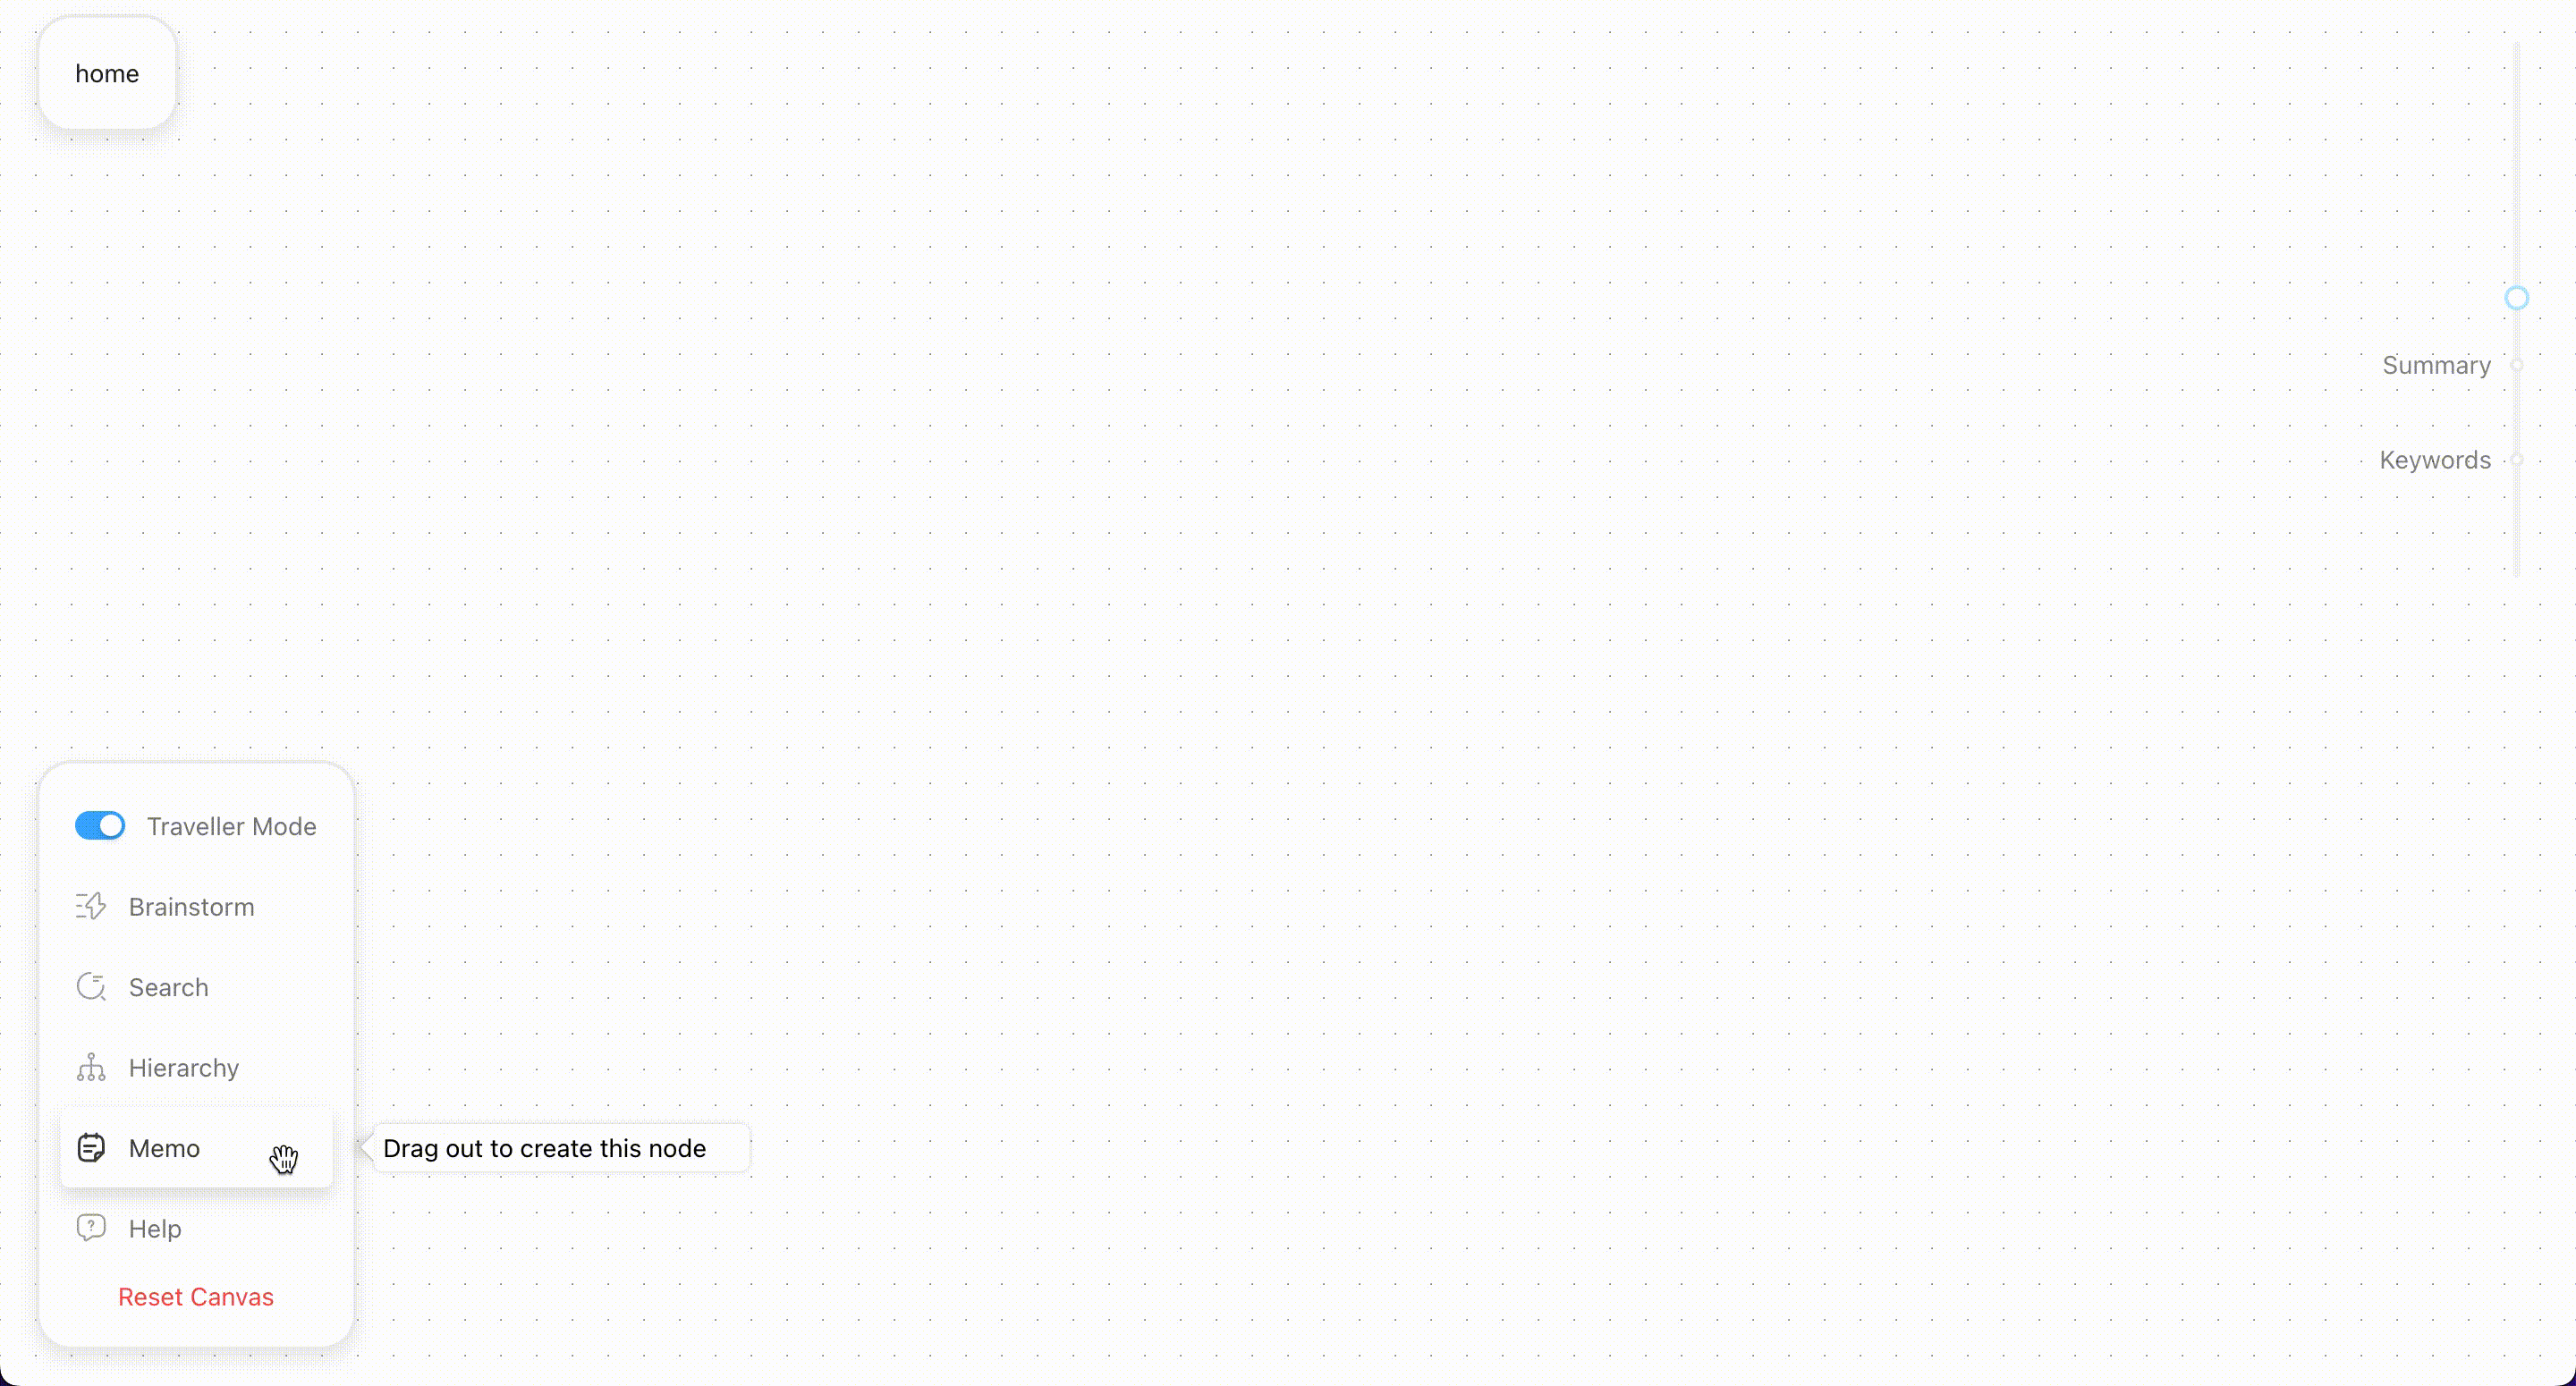 home
Summary
Keywords
Traveller Mode
Brainstorm
Search
Hierarchy
Memo
Drag out to create this node
Help
Reset Canvas